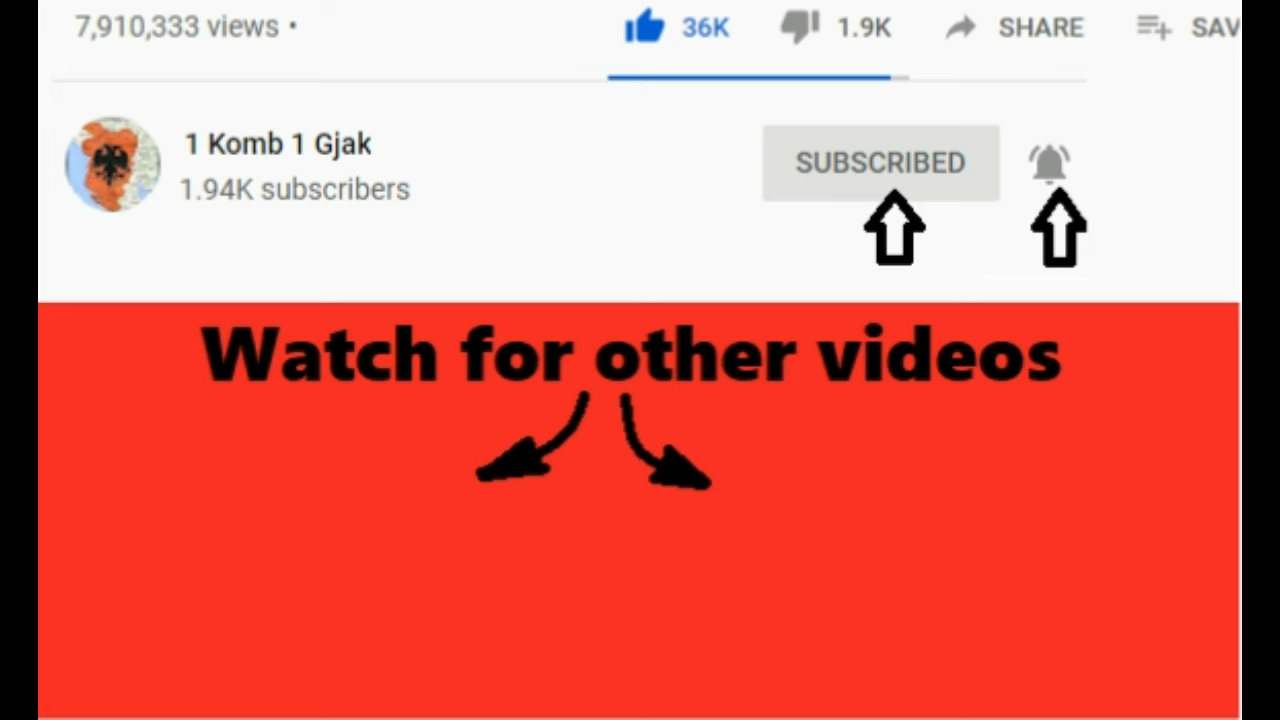 7,910,333 views •
36K
1.9K
SHARE
SAV
1 Komb 1 Gjak
1.94K subscribers
SUBSCRIBED
Watch for other videos